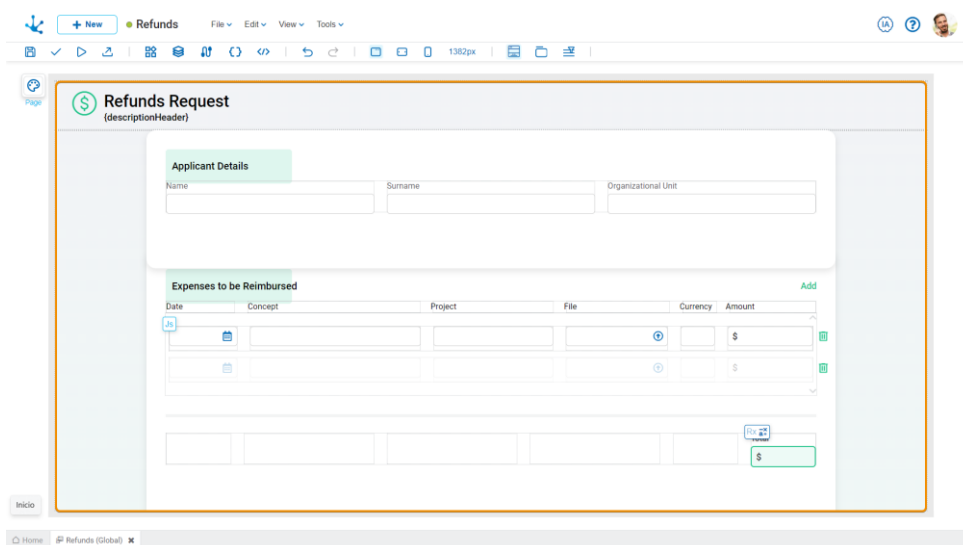 + New
Refunds
File
Edit
View
Tools
IA
?
1382px
Page
$
Refunds Request
{descriptionHeader}
Applicant Details
Name
Surname
Organizational Unit
Expenses to be Reimbursed
Add
Date
Concept
Project
File
Currency
Amount
Js
$
$
Rx
Total
$
Inicio
Home
Refunds (Global)